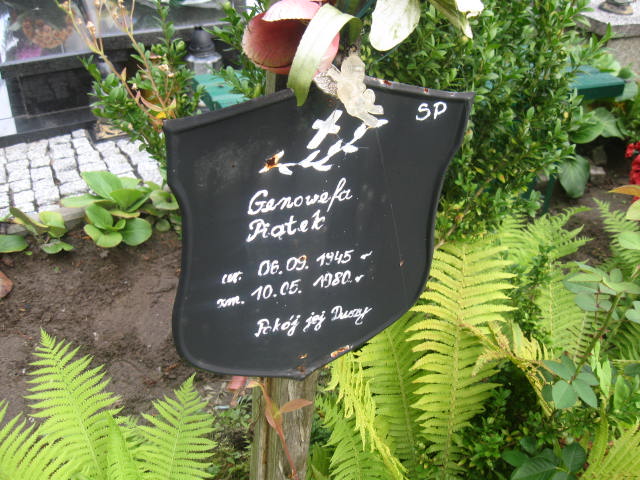 SP
Genowefa
Piątek
ur. 06.09.1945 r
zm. 10.05.1980 r
Pokój jej Duszy